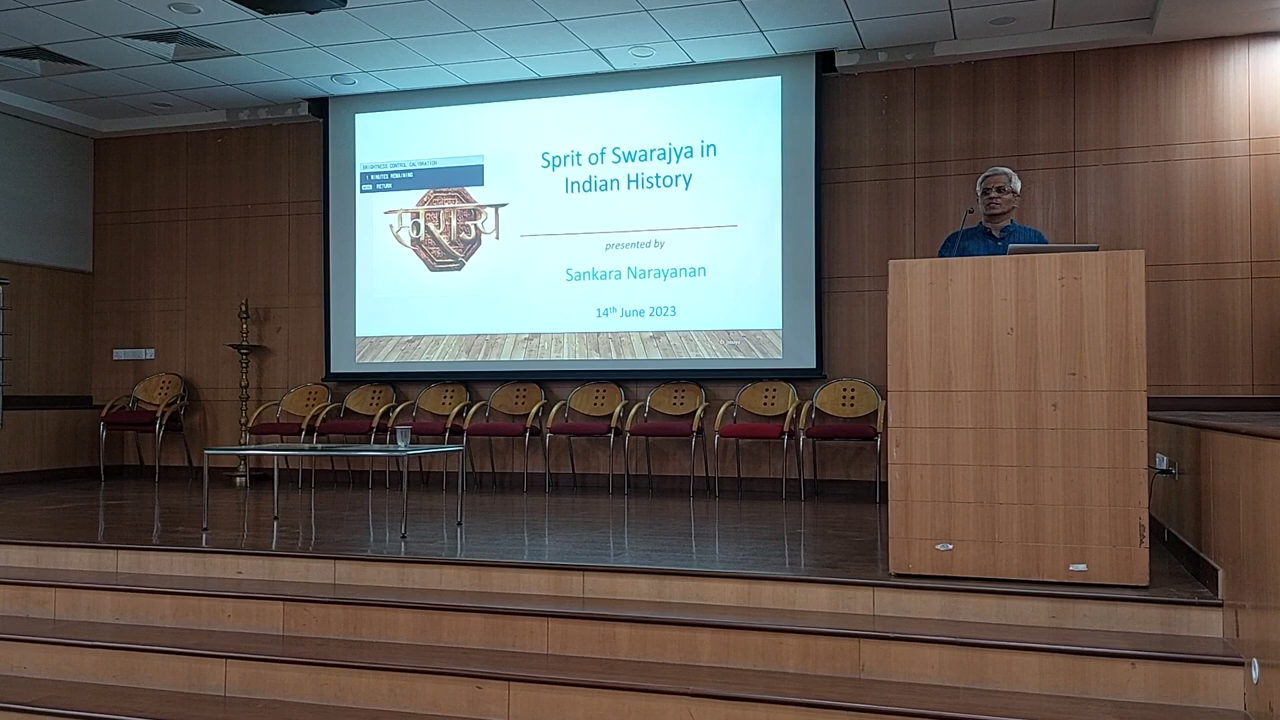 BRIGHTNESS CONTROL CALIBRATION
1 MINUTES REMAINING
RETURN
स्वराज्य
Sprit of Swarajya in
Indian History
presented by
Sankara Narayanan
14th June 2023